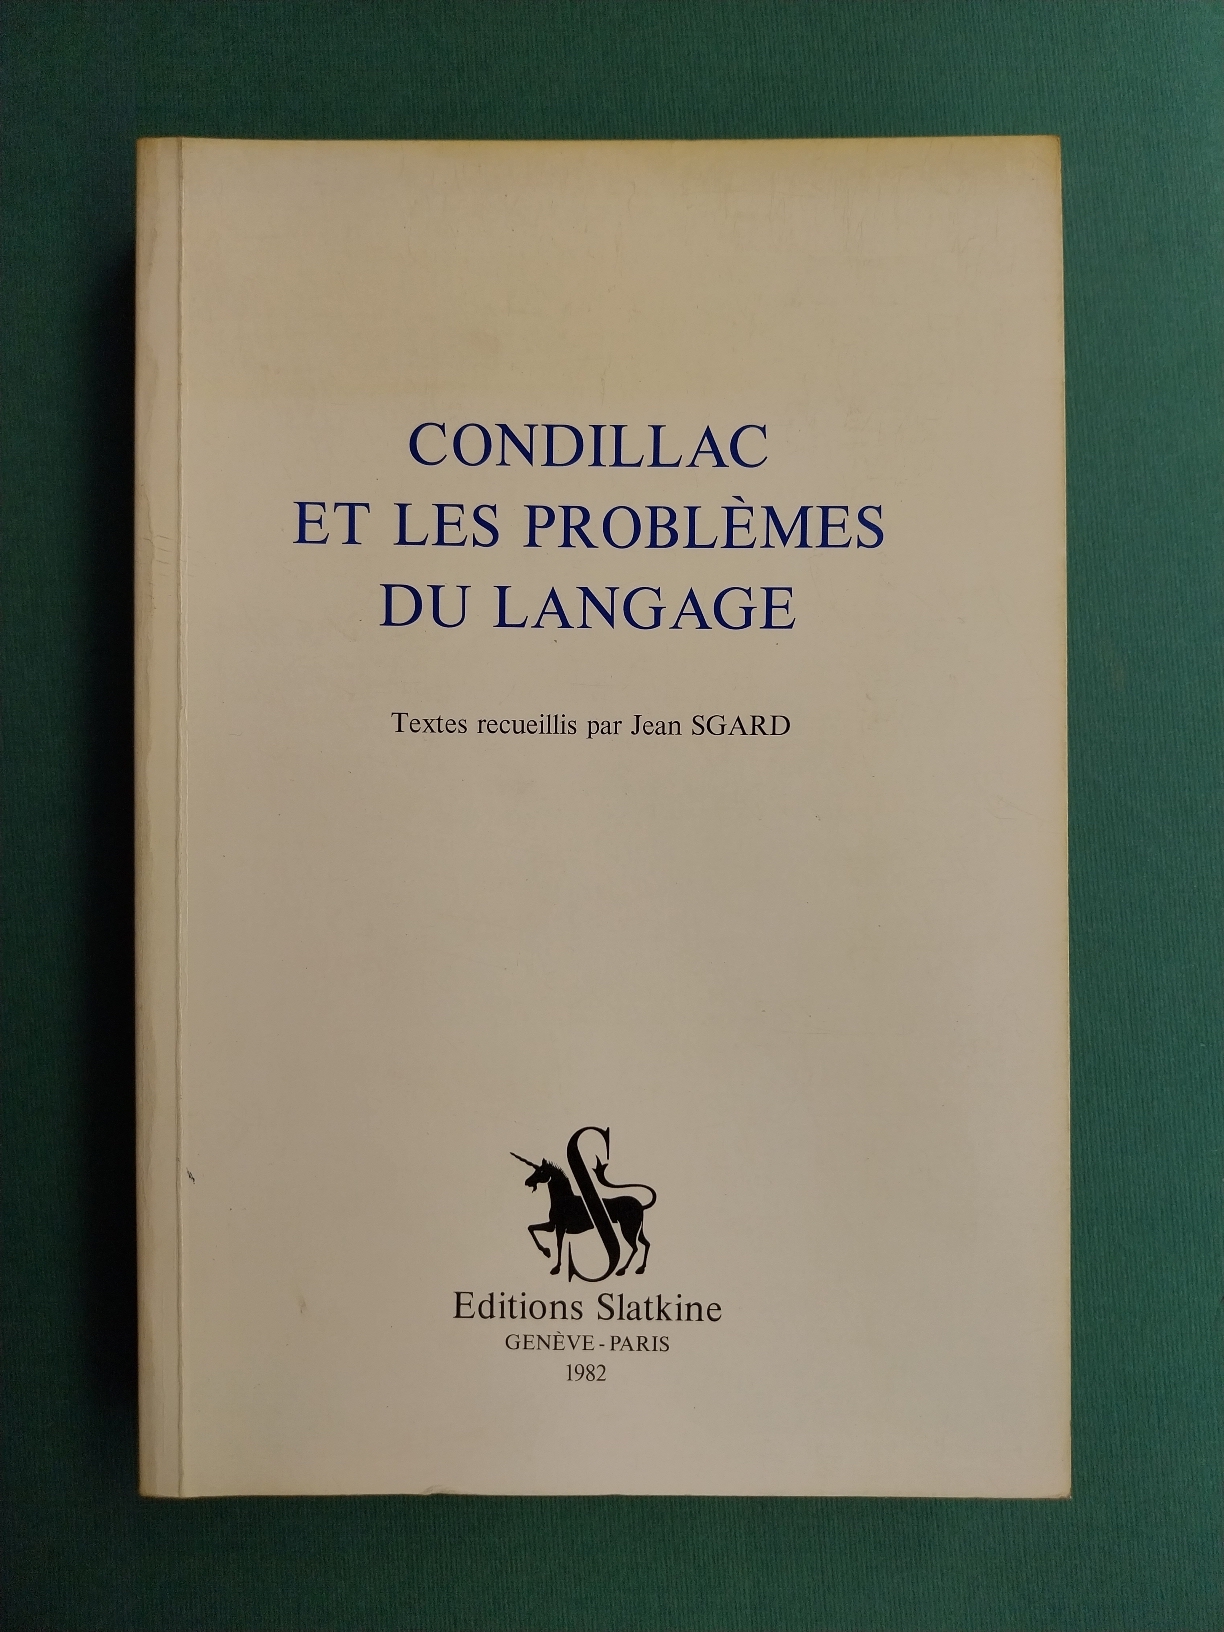 CONDILLAC
ET LES PROBLÈMES
DU LANGAGE
Textes recueillis par Jean SGARD
S
Editions Slatkine
GENÈVE - PARIS
1982